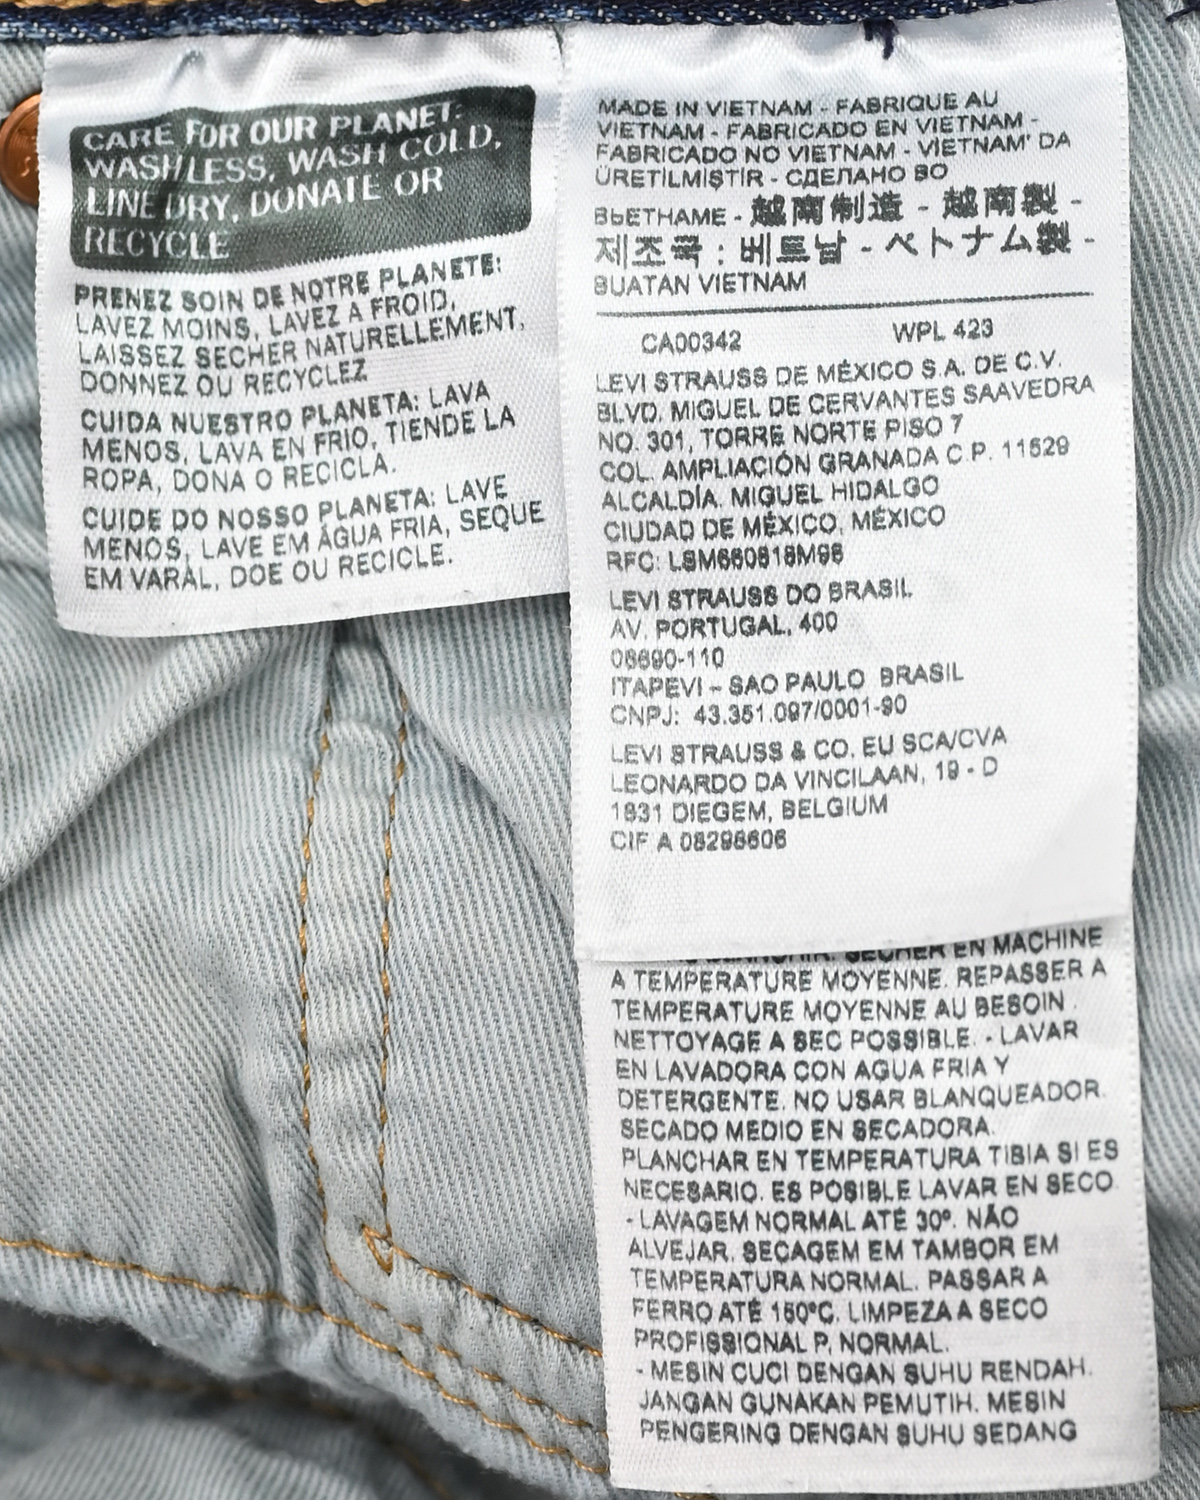 CARE FOR OUR PLANET:
WASH LESS, WASH COLD,
LINE DRY, DONATE OR
RECYCLE
PRENEZ SOIN DE NOTRE PLANETE:
LAVEZ MOINS, LAVEZ A FROID,
LAISSEZ SECHER NATURELLEMENT,
DONNEZ OU RECYCLEZ
CUIDA NUESTRO PLANETA: LAVA
MENOS, LAVA EN FRIO, TIENDE LA
ROPA, DONA O RECICLA.
CUIDE DO NOSSO PLANETA: LAVE
MENOS, LAVE EM ÁGUA FRIA, SEQUE
EM VARAL, DOE OU RECICLE.
MADE IN VIETNAM - FABRIQUE AU
VIETNAM - FABRICADO EN VIETNAM -
FABRICADO NO VIETNAM - VIETNAM' DA
ÜRETİLMİŞTİR - СДЕЛАНО ВО
ВЬЕТНАМЕ - 越南制造 - 越南製 -
제조국 : 베트남 - ベトナム製 -
BUATAN VIETNAM
CA00342 WPL 423
LEVI STRAUSS DE MÉXICO S.A. DE C.V.
BLVD. MIGUEL DE CERVANTES SAAVEDRA
NO. 301, TORRE NORTE PISO 7
COL. AMPLIACIÓN GRANADA C.P. 11529
ALCALDÍA. MIGUEL HIDALGO
CIUDAD DE MÉXICO, MÉXICO
RFC: LSM660818M98
LEVI STRAUSS DO BRASIL
AV. PORTUGAL, 400
06690-110
ITAPEVI – SAO PAULO BRASIL
CNPJ: 43.351.097/0001-90
LEVI STRAUSS & CO. EU SCA/CVA
LEONARDO DA VINCILAAN, 19 - D
1831 DIEGEM, BELGIUM
CIF A 08298606
SECHER EN MACHINE
A TEMPERATURE MOYENNE. REPASSER A
TEMPERATURE MOYENNE AU BESOIN .
NETTOYAGE A SEC POSSIBLE. - LAVAR
EN LAVADORA CON AGUA FRIA Y
DETERGENTE. NO USAR BLANQUEADOR.
SECADO MEDIO EN SECADORA.
PLANCHAR EN TEMPERATURA TIBIA SI ES
NECESARIO. ES POSIBLE LAVAR EN SECO.
- LAVAGEM NORMAL ATÉ 30º. NÃO
ALVEJAR. SECAGEM EM TAMBOR EM
TEMPERATURA NORMAL. PASSAR A
FERRO ATÉ 150ºC. LIMPEZA A SECO
PROFISSIONAL P, NORMAL.
- MESIN CUCI DENGAN SUHU RENDAH.
JANGAN GUNAKAN PEMUTIH. MESIN
PENGERING DENGAN SUHU SEDANG